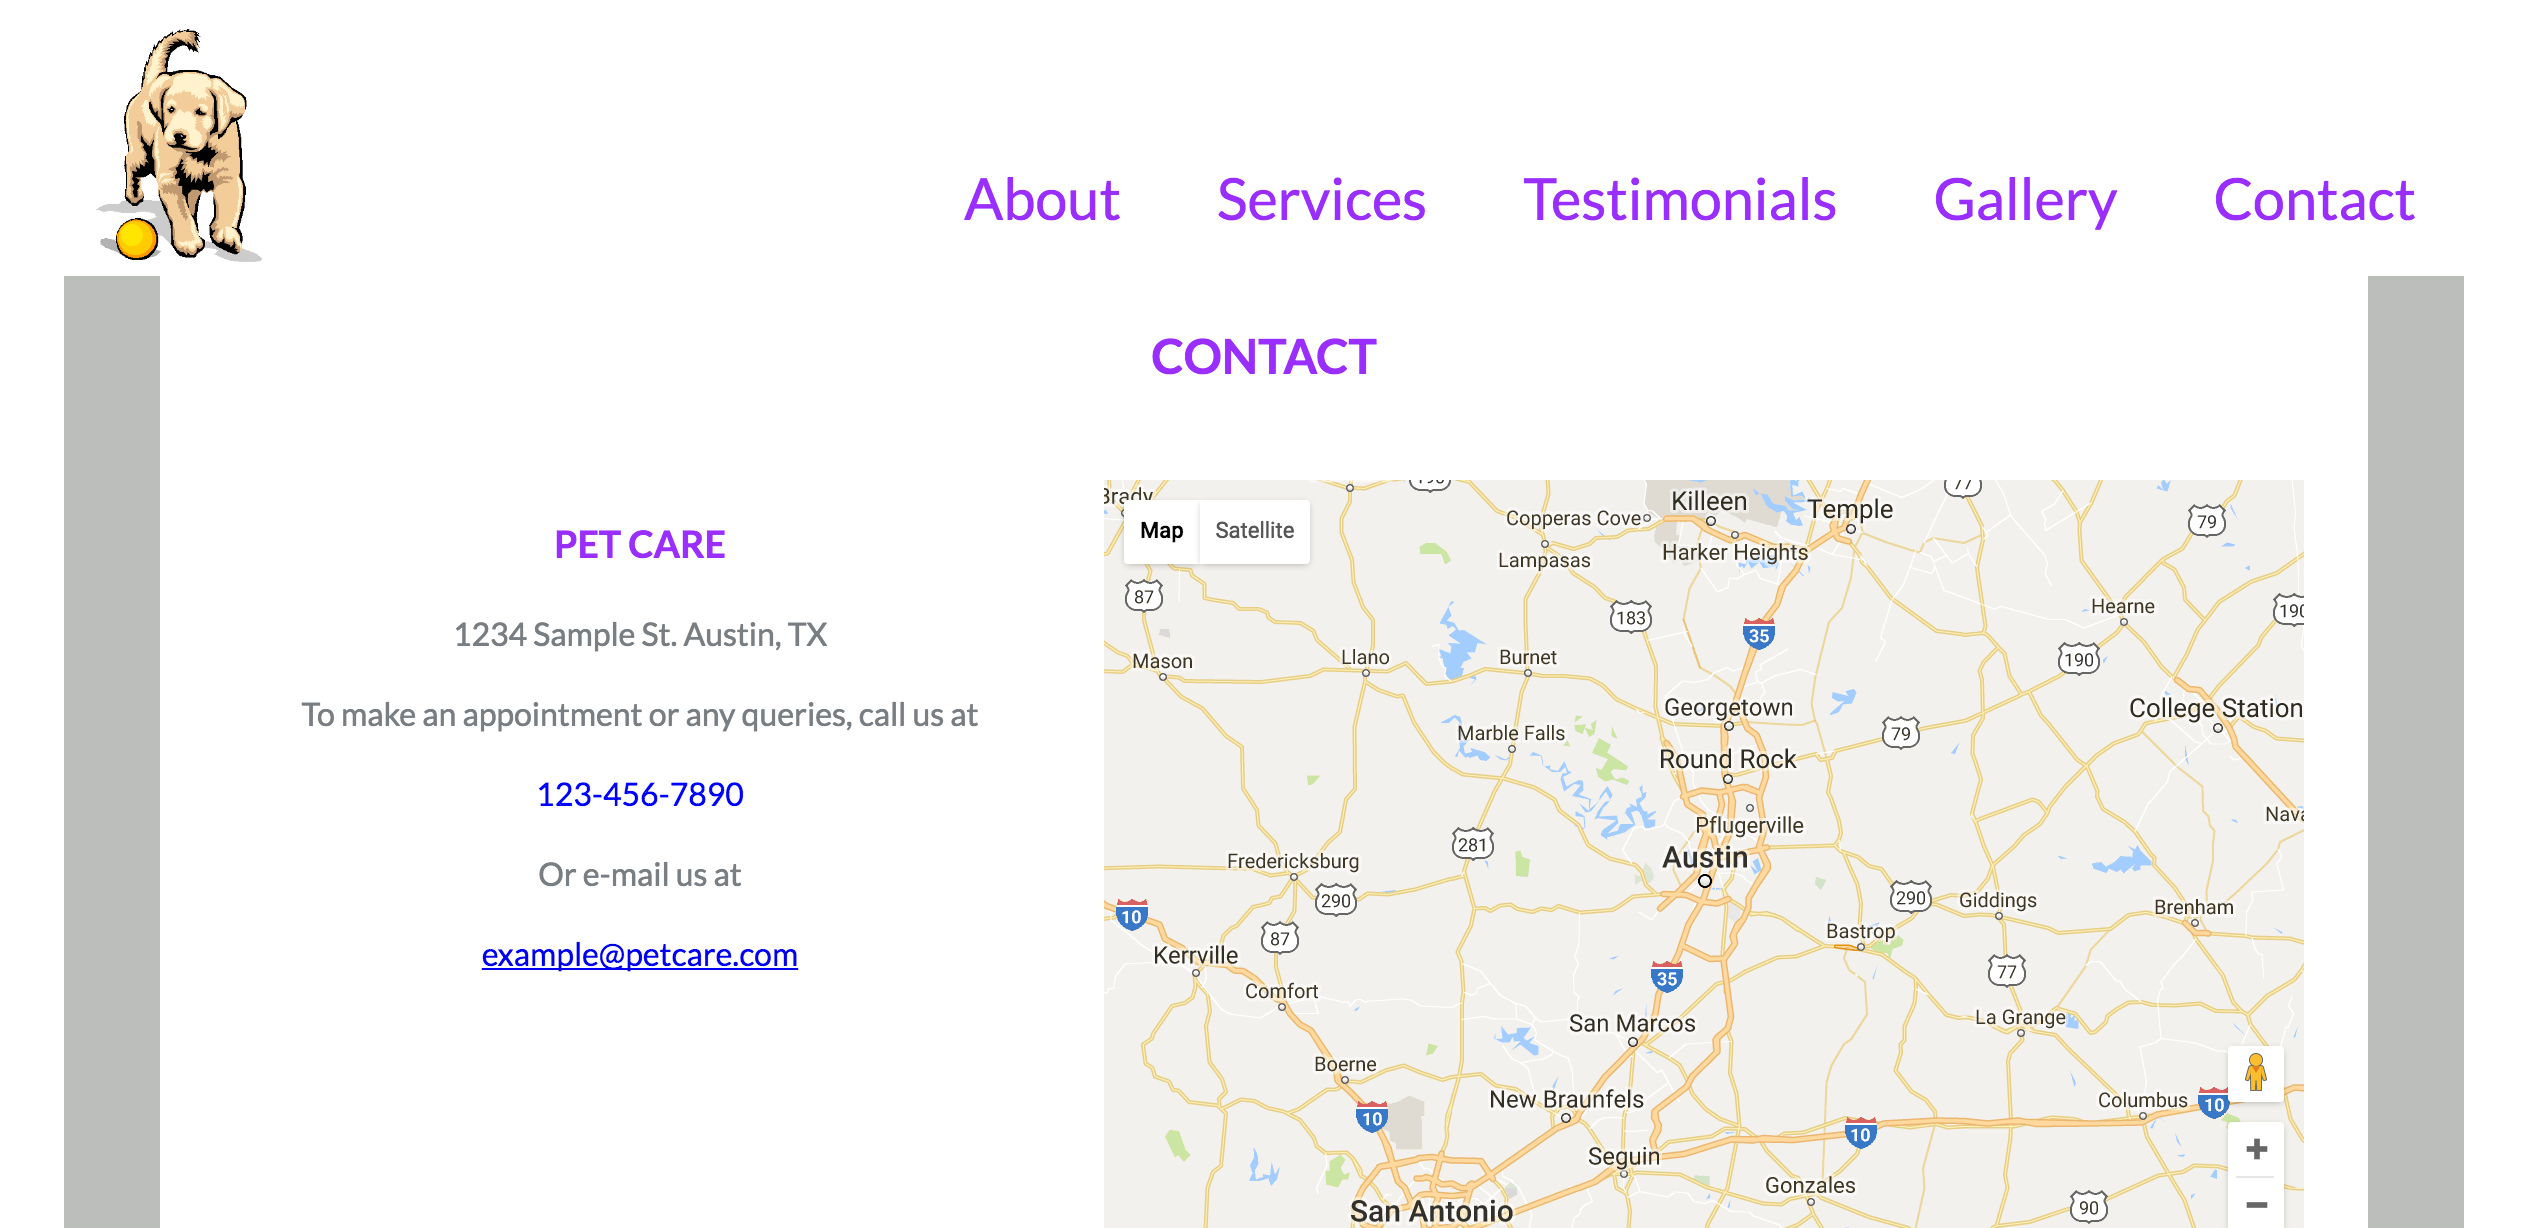 About Services Testimonials Gallery Contact
CONTACT
PET CARE
1234 Sample St. Austin, TX
To make an appointment or any queries, call us at
123-456-7890
Or e-mail us at
example@petcare.com
Brady
Map Satellite
Killeen
Temple
Copperas Cove
Harker Heights
Lampasas
77
79
87
183
35
Hearne
190
190
Mason
Llano
Burnet
Georgetown
College Station
Marble Falls
79
Round Rock
Pflugerville
281
Austin
Fredericksburg
290
290
Giddings
Brenham
10
87
Bastrop
Kerrville
35
77
Comfort
San Marcos
La Grange
Boerne
New Braunfels
Columbus
10
10
10
Seguin
Gonzales
San Antonio
90